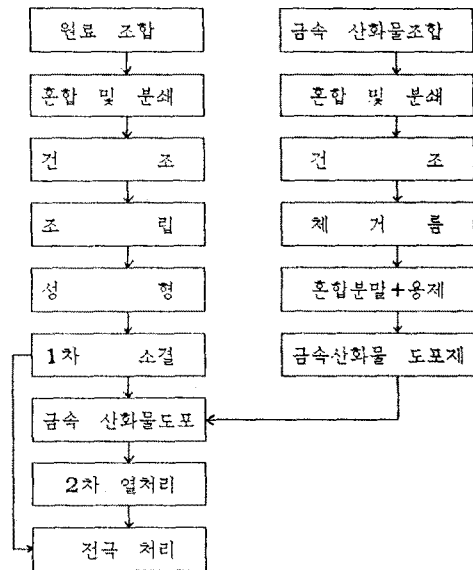 원료 조합
혼합 및 분쇄
건 조
조 립
성 형
1차 소결
금속 산화물도포
2차 열처리
전극 처리
금속 산화물조합
혼합 및 분쇄
건 조
체 거 름
혼합분말+용제
금속산화물 도포제